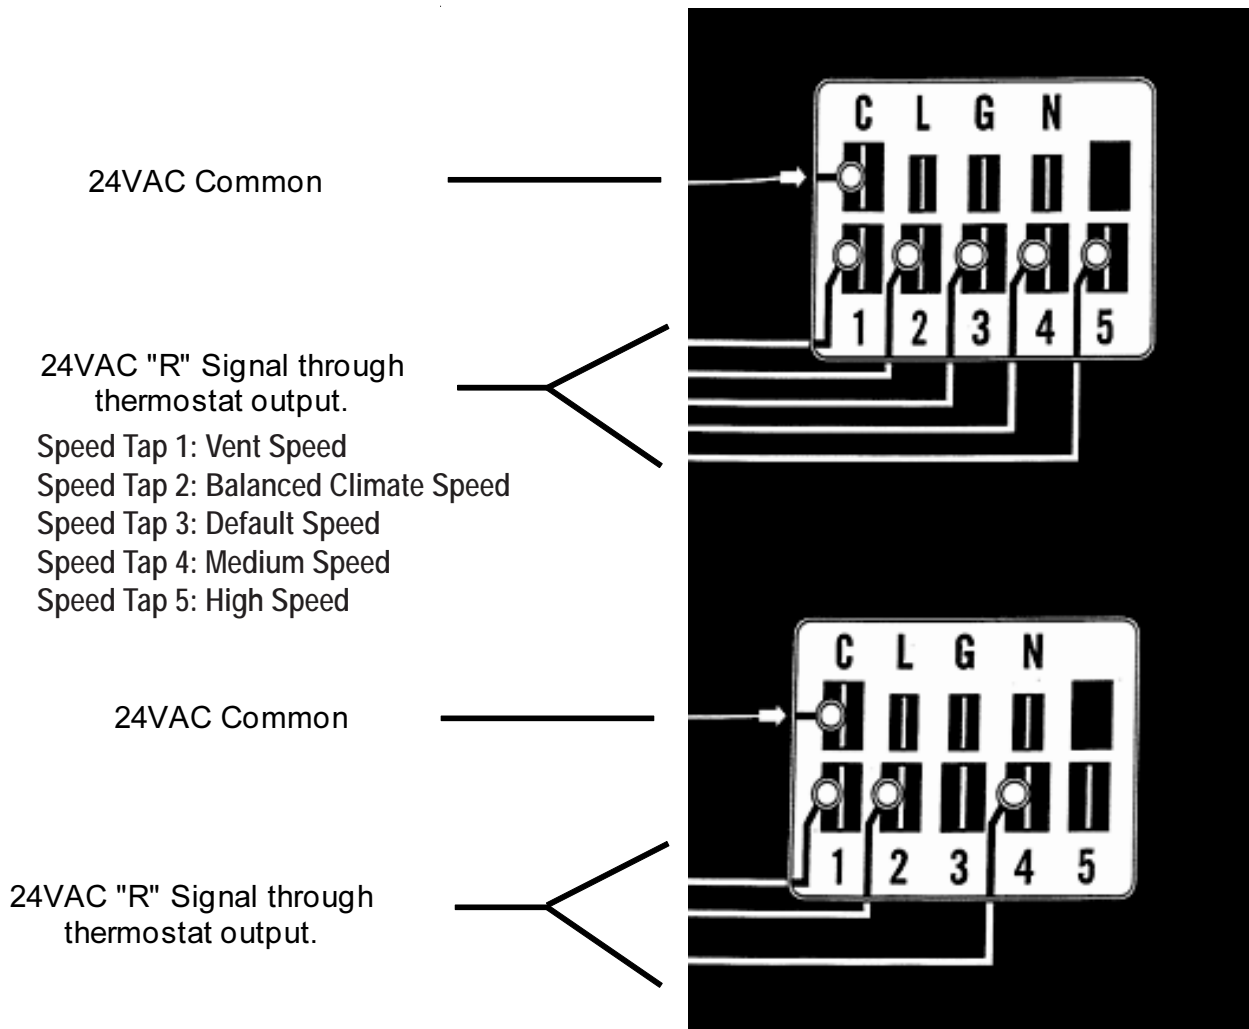 C L G N
24VAC Common
1 2 3 4 5
24VAC "R" Signal through
thermostat output.
Speed Tap 1: Vent Speed
Speed Tap 2: Balanced Climate Speed
Speed Tap 3: Default Speed
Speed Tap 4: Medium Speed
Speed Tap 5: High Speed
C L G N
24VAC Common
1 2 3 4 5
24VAC "R" Signal through
thermostat output.